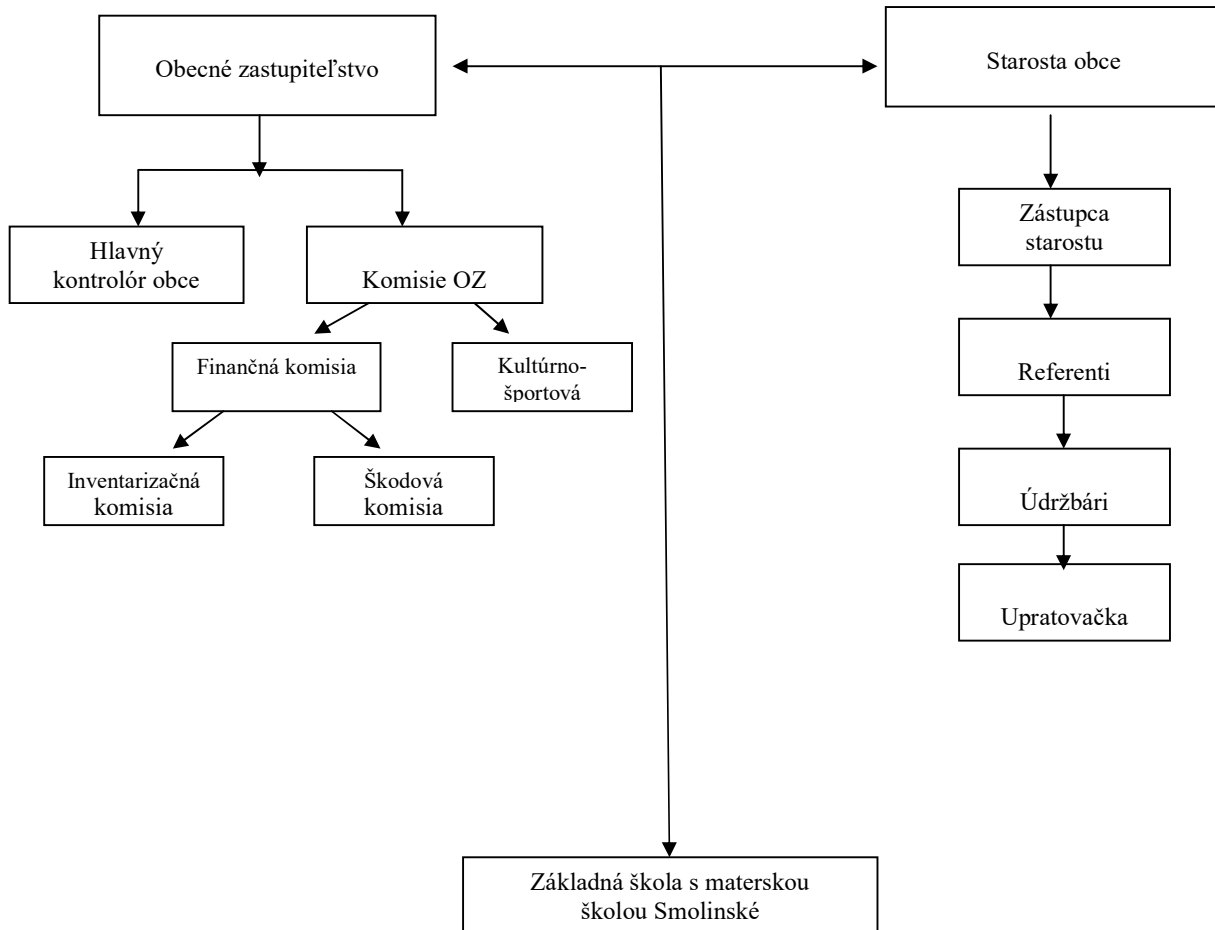 Obecné zastupiteľstvo
Starosta obce
Hlavný
kontrolór obce
Komisie OZ
Zástupca
starostu
Finančná komisia
Kultúrno-
športová
Referenti
Inventarizačná
komisia
Škodová
komisia
Údržbári
Upratovačka
Základná škola s materskou
školou Smolinské